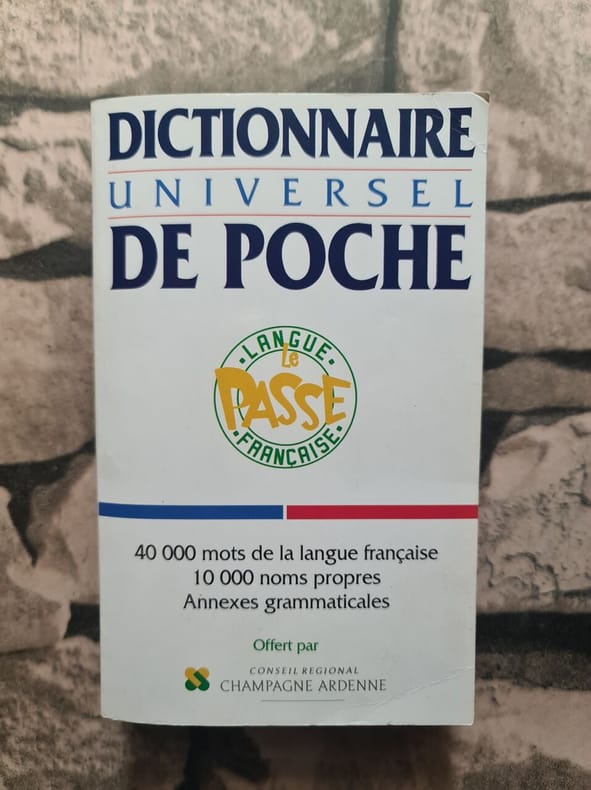 DICTIONNAIRE
UNIVERSEL
DE POCHE
• LANGUE •
Le
PASSE
• FRANÇAISE •
40 000 mots de la langue française
10 000 noms propres
Annexes grammaticales
Offert par
CONSEIL REGIONAL
CHAMPAGNE ARDENNE